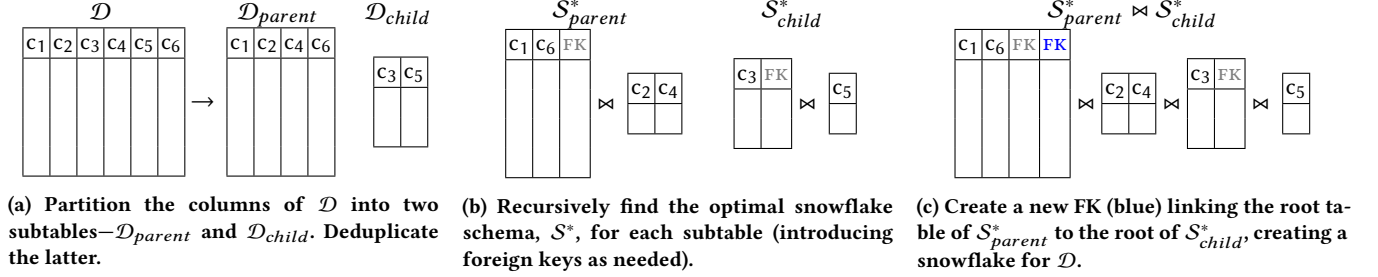 𝒟 𝒟parent 𝒟child
c1 c2 c3 c4 c5 c6
c1 c2 c4 c6
c3 c5
→
(a) Partition the columns of 𝒟 into two
subtables—𝒟parent and 𝒟child. Deduplicate
the latter.
𝒮*parent 𝒮*child
c1 c6 FK
⋈
c2 c4
c3 FK
⋈
c5
(b) Recursively find the optimal snowflake
schema, 𝒮*, for each subtable (introducing
foreign keys as needed).
𝒮*parent ⋈ 𝒮*child
c1 c6 FK FK
⋈
c2 c4
⋈
c3 FK
⋈
c5
(c) Create a new FK (blue) linking the root ta-
ble of 𝒮*parent to the root of 𝒮*child, creating a
snowflake for 𝒟.